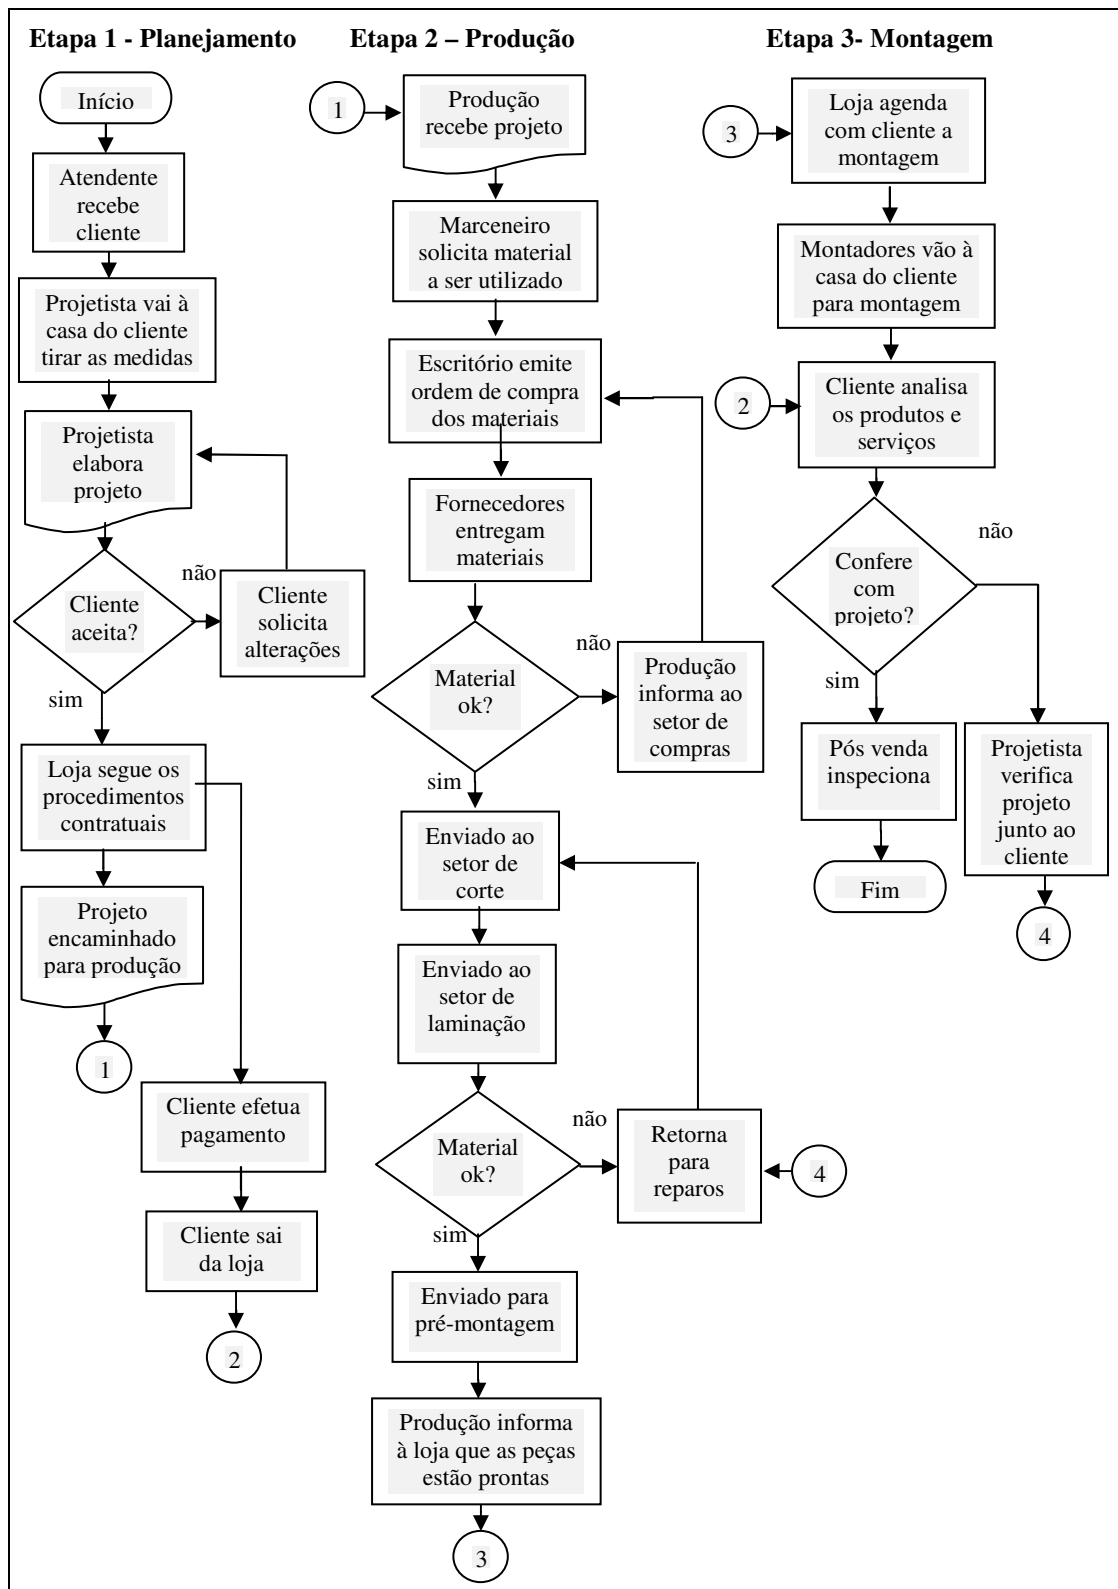 Etapa 1 - Planejamento
Início
Atendente
recebe
cliente
Projetista vai à
casa do cliente
tirar as medidas
Projetista
elabora
projeto
Cliente
aceita?
não
Cliente
solicita
alterações
sim
Loja segue os
procedimentos
contratuais
Projeto
encaminhado
para produção
1
Cliente efetua
pagamento
Cliente sai
da loja
2
Etapa 2 – Produção
1
Produção
recebe projeto
Marceneiro
solicita material
a ser utilizado
Escritório emite
ordem de compra
dos materiais
Fornecedores
entregam
materiais
Material
ok?
não
Produção
informa ao
setor de
compras
sim
Enviado ao
setor de
corte
Enviado ao
setor de
laminação
Material
ok?
não
Retorna
para
reparos
4
sim
Enviado para
pré-montagem
Produção informa
à loja que as peças
estão prontas
3
Etapa 3- Montagem
3
Loja agenda
com cliente a
montagem
Montadores vão à
casa do cliente
para montagem
2
Cliente analisa
os produtos e
serviços
Confere
com
projeto?
não
sim
Pós venda
inspeciona
Fim
Projetista
verifica
projeto
junto ao
cliente
4